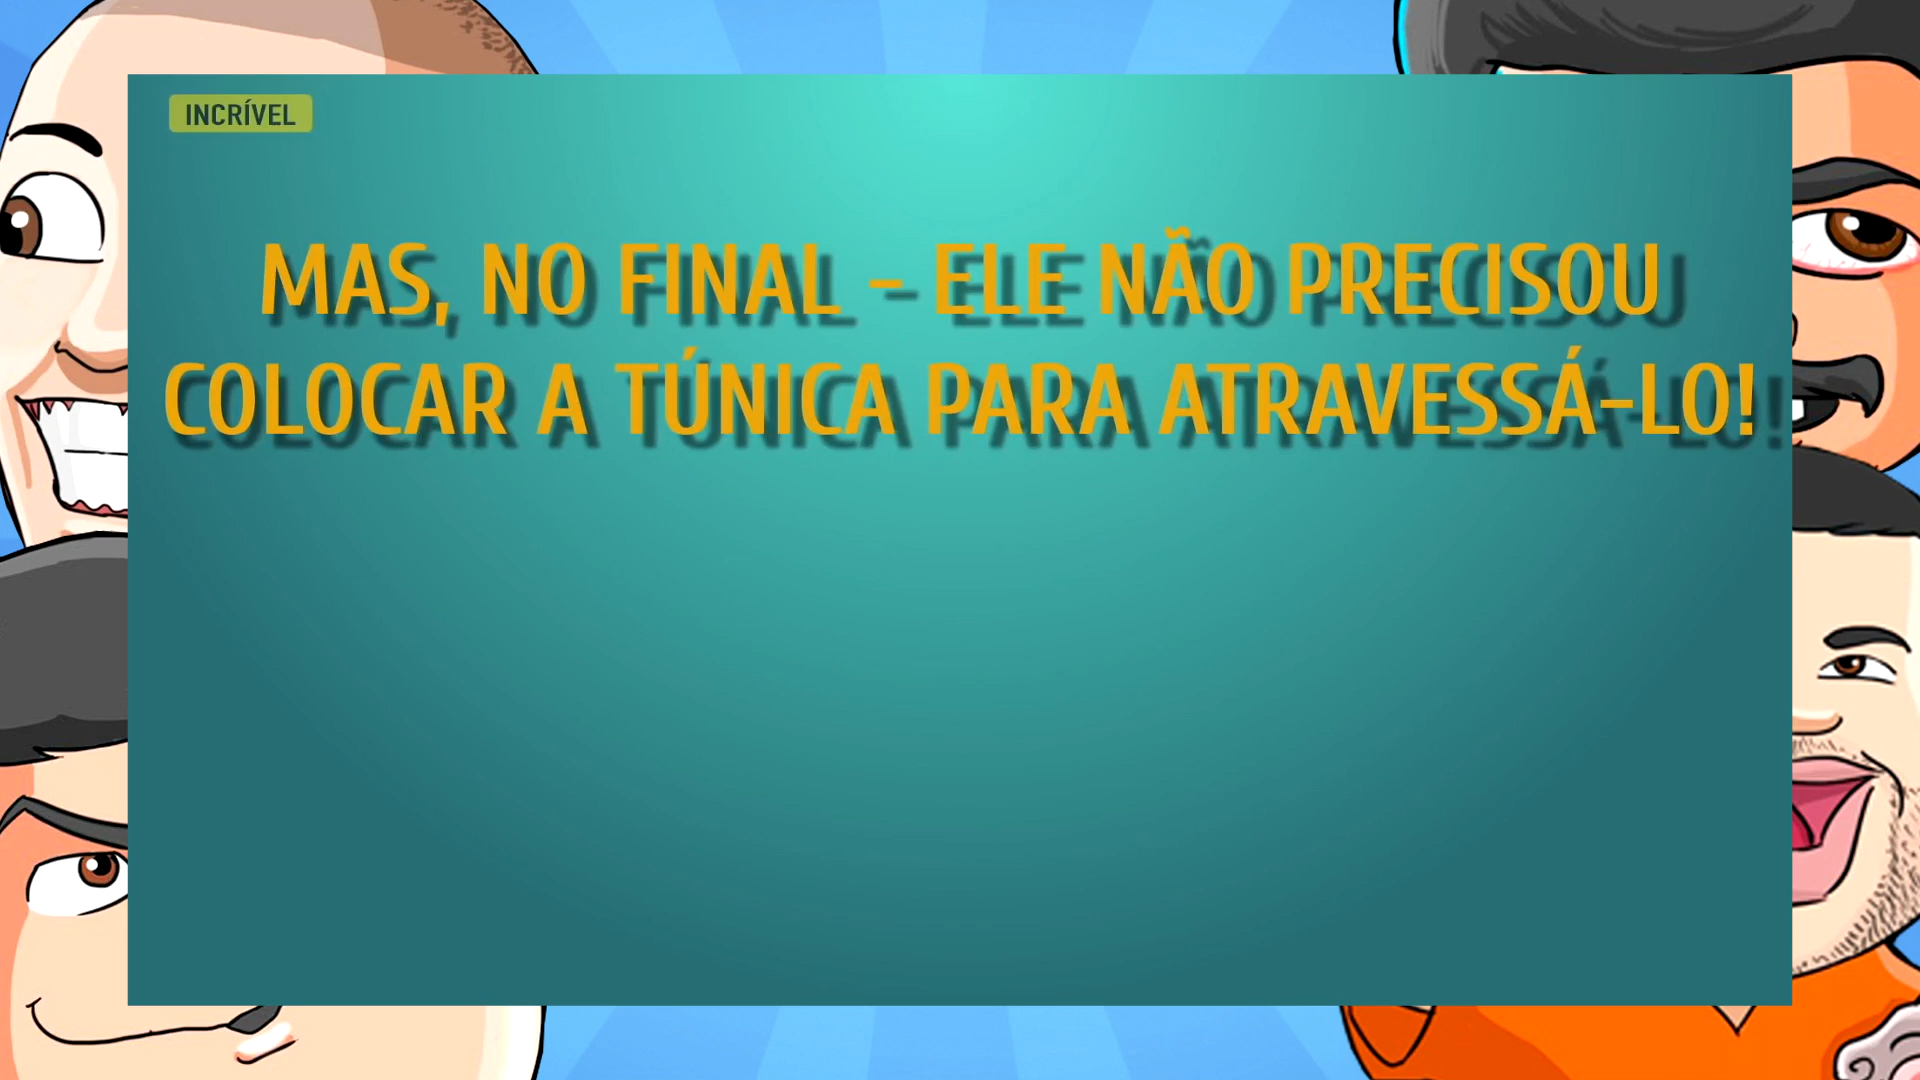 INCRÍVEL
MAS, NO FINAL - ELE NÃO PRECISOU
COLOCAR A TÚNICA PARA ATRAVESSÁ-LO!